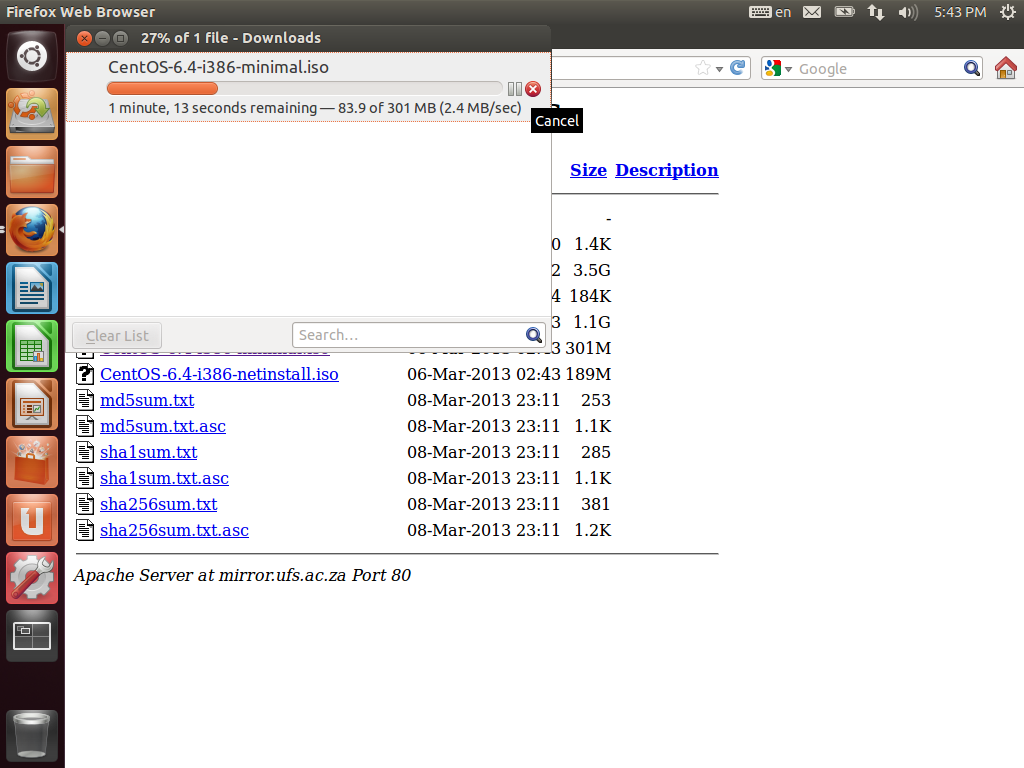 Firefox Web Browser
en
5:43 PM
27% of 1 file - Downloads
CentOS-6.4-i386-minimal.iso
1 minute, 13 seconds remaining — 83.9 of 301 MB (2.4 MB/sec)
Cancel
Google
Size Description
-
0 1.4K
2 3.5G
4 184K
3 1.1G
Clear List
Search...
301M
CentOS-6.4-i386-netinstall.iso 06-Mar-2013 02:43 189M
md5sum.txt 08-Mar-2013 23:11 253
md5sum.txt.asc 08-Mar-2013 23:11 1.1K
sha1sum.txt 08-Mar-2013 23:11 285
sha1sum.txt.asc 08-Mar-2013 23:11 1.1K
sha256sum.txt 08-Mar-2013 23:11 381
sha256sum.txt.asc 08-Mar-2013 23:11 1.2K
Apache Server at mirror.ufs.ac.za Port 80